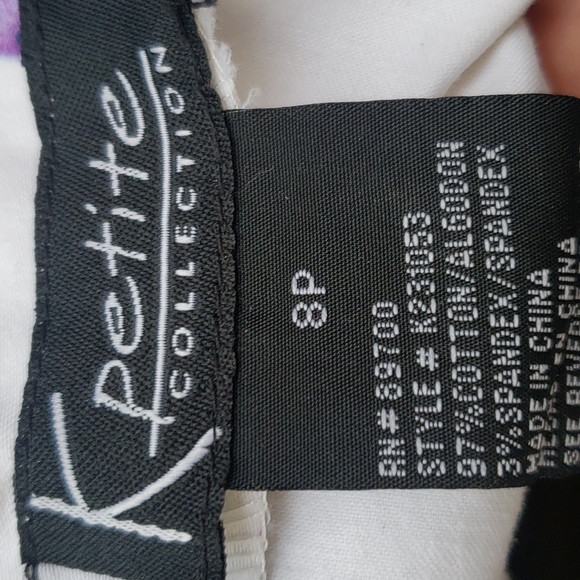 K Petite
COLLECTION
8P
RN# 89700
STYLE # K231053
97%COTTON/ALGODON
3%SPANDEX/SPANDEX
MADE IN CHINA